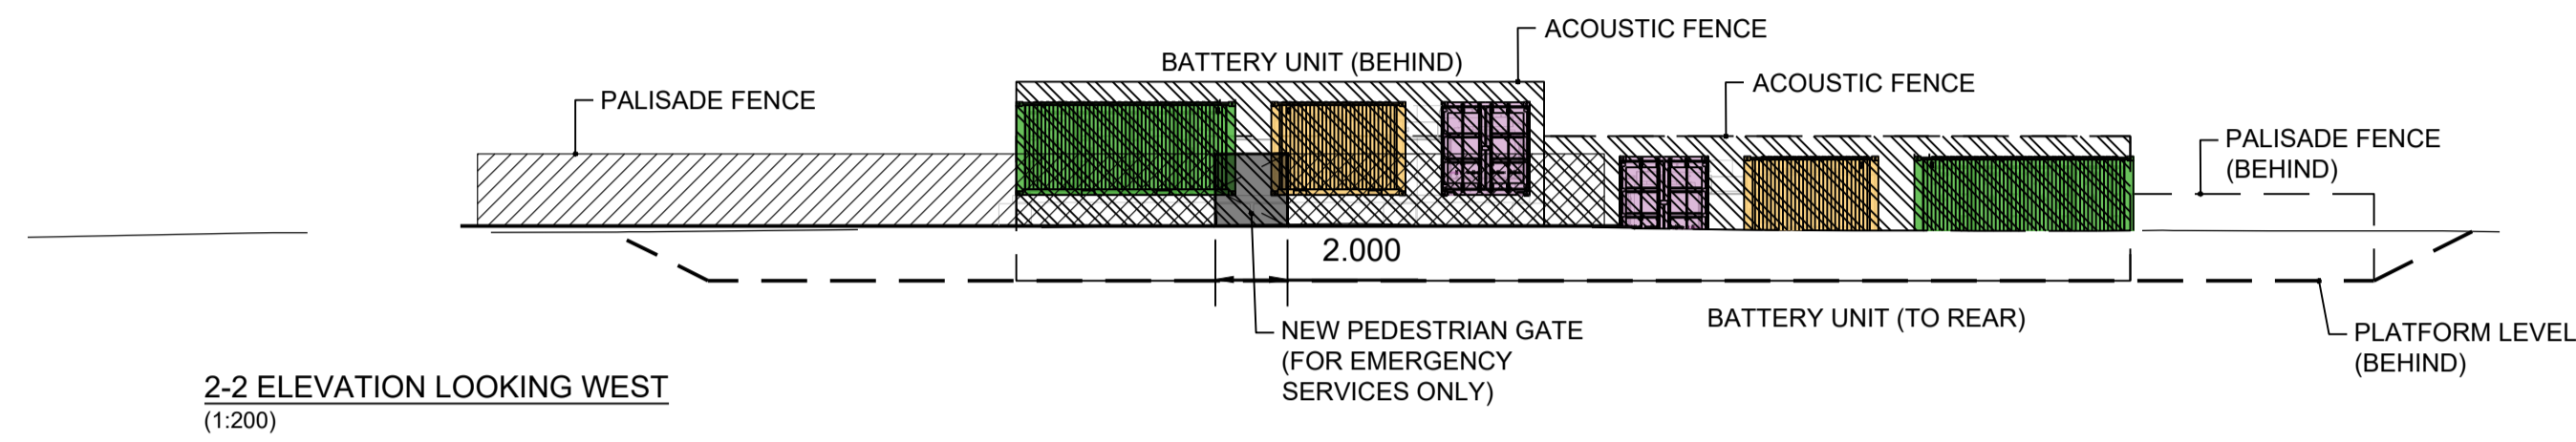 ACOUSTIC FENCE
BATTERY UNIT (BEHIND)
ACOUSTIC FENCE
PALISADE FENCE
PALISADE FENCE
(BEHIND)
2.000
BATTERY UNIT (TO REAR)
NEW PEDESTRIAN GATE
(FOR EMERGENCY
SERVICES ONLY)
PLATFORM LEVEL
(BEHIND)
2-2 ELEVATION LOOKING WEST
(1:200)